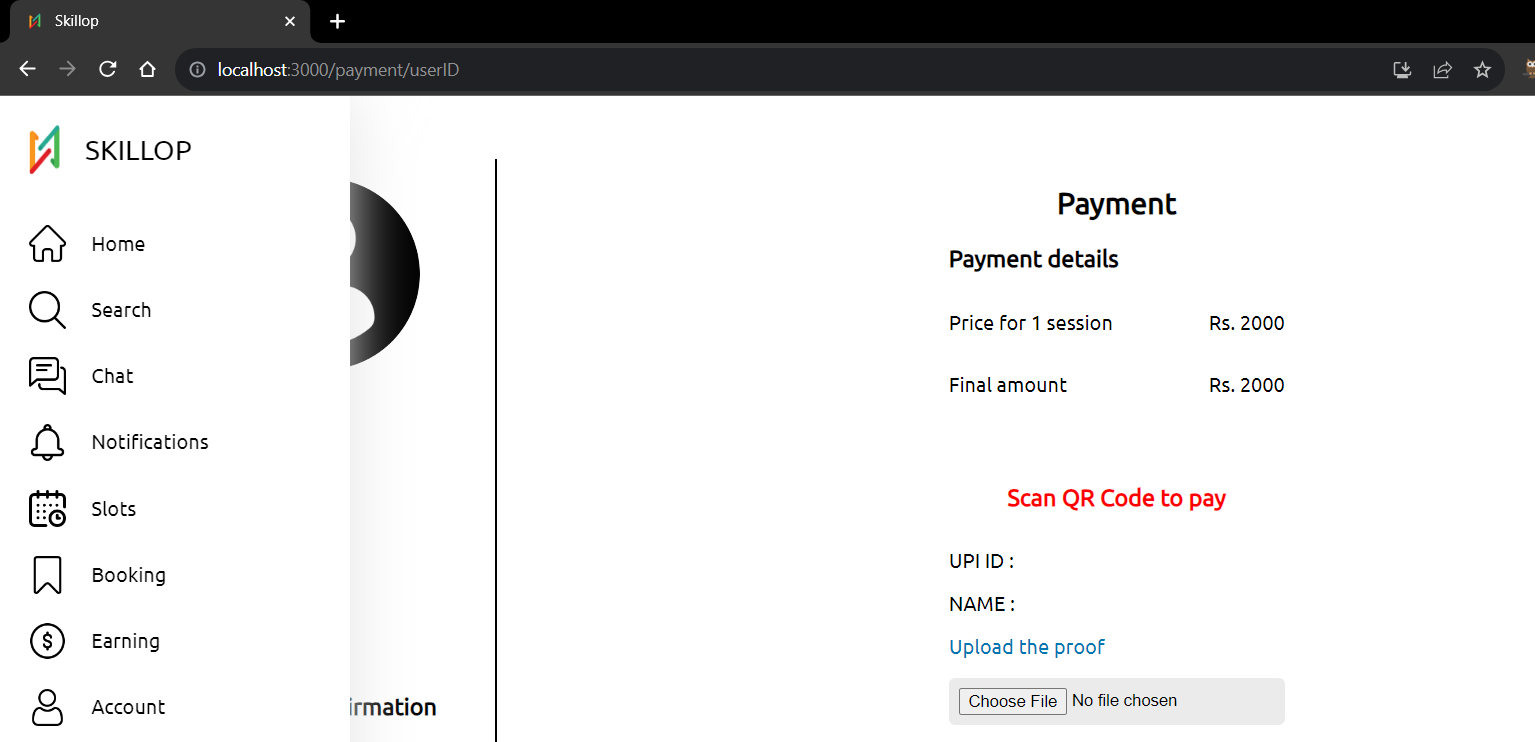 Skillop
localhost:3000/payment/userID
SKILLOP
Home
Search
Chat
Notifications
Slots
Booking
Earning
Account
irmation
Payment
Payment details
Price for 1 session Rs. 2000
Final amount Rs. 2000
Scan QR Code to pay
UPI ID :
NAME :
Upload the proof
Choose File No file chosen